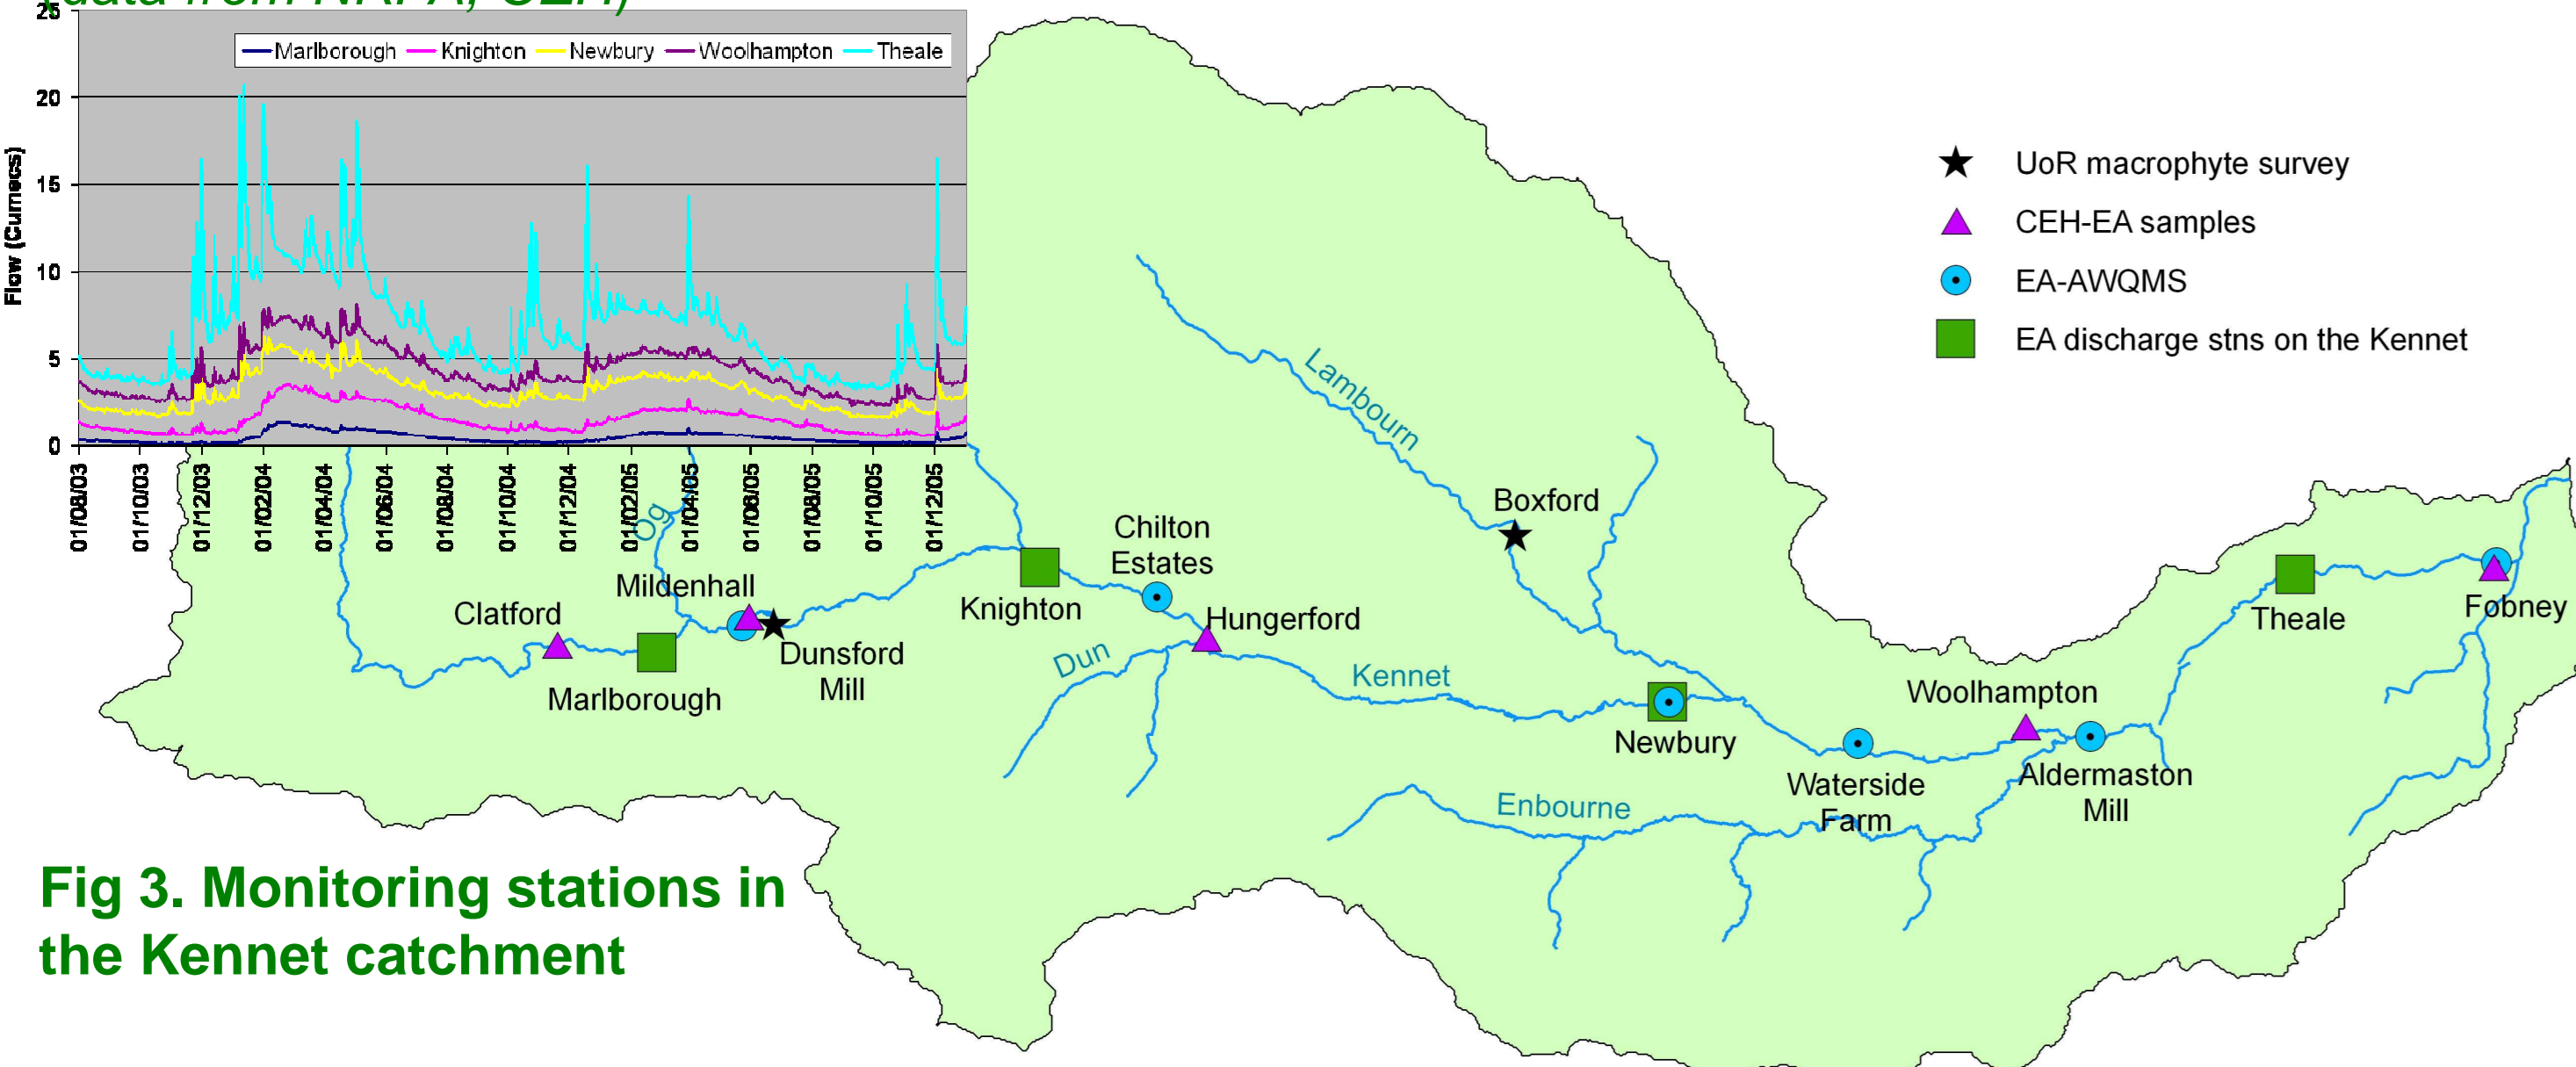 (data from NRFA, CEH)
25
20
15
10
5
0
Flow (Cumecs)
Marlborough Knighton Newbury Woolhampton Theale
01/08/03 01/10/03 01/12/03 01/02/04 01/04/04 01/06/04 01/08/04 01/10/04 01/12/04 01/02/05 01/04/05 01/06/05 01/08/05 01/10/05 01/12/05
UoR macrophyte survey
CEH-EA samples
EA-AWQMS
EA discharge stns on the Kennet
Lambourn
Boxford
Og
Chilton
Estates
Mildenhall
Clatford
Knighton
Hungerford
Theale
Fobney
Dunsford
Mill
Marlborough
Dun
Kennet
Woolhampton
Newbury
Waterside
Farm
Aldermaston
Mill
Enbourne
Fig 3. Monitoring stations in
the Kennet catchment